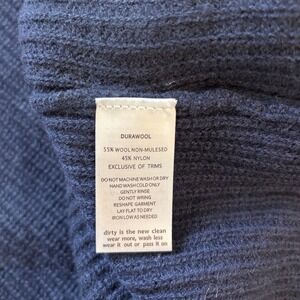 DURAWOOL
55% WOOL NON-MULESED
45% NYLON
EXCLUSIVE OF TRIMS
DO NOT MACHINE WASH OR DRY
HAND WASH COLD ONLY
GENTLY RINSE
DO NOT WRING
RESHAPE GARMENT
LAY FLAT TO DRY
IRON LOW AS NEEDED
dirty is the new clean
wear more, wash less
wear it out or pass it on